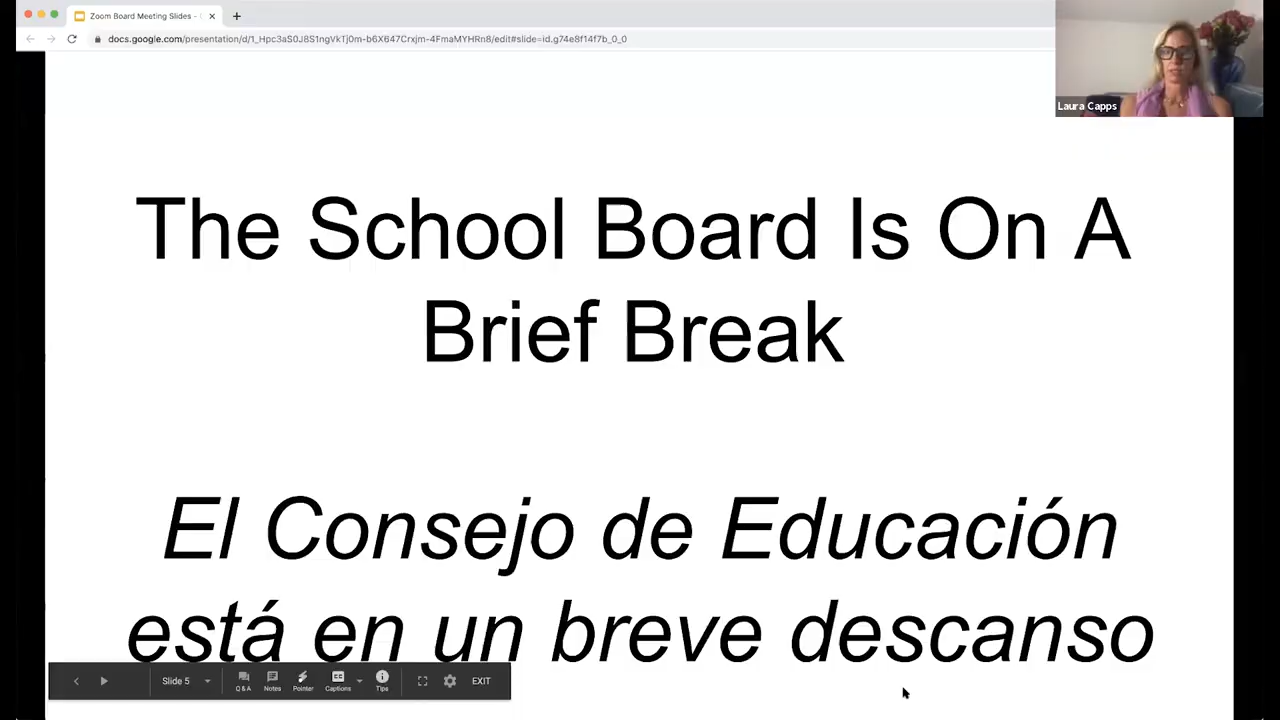 Zoom Board Meeting Slides -
docs.google.com/presentation/d/1_Hpc3aS0J8S1ngVkTj0m-b6X647Crxjm-4FmaMYHRn8/edit#slide=id.g74e8f14f7b_0_0
Laura Capps
The School Board Is On A
Brief Break
El Consejo de Educación
está en un breve descanso
Slide 5
Q & A
Notes
Pointer
Captions
Tips
EXIT